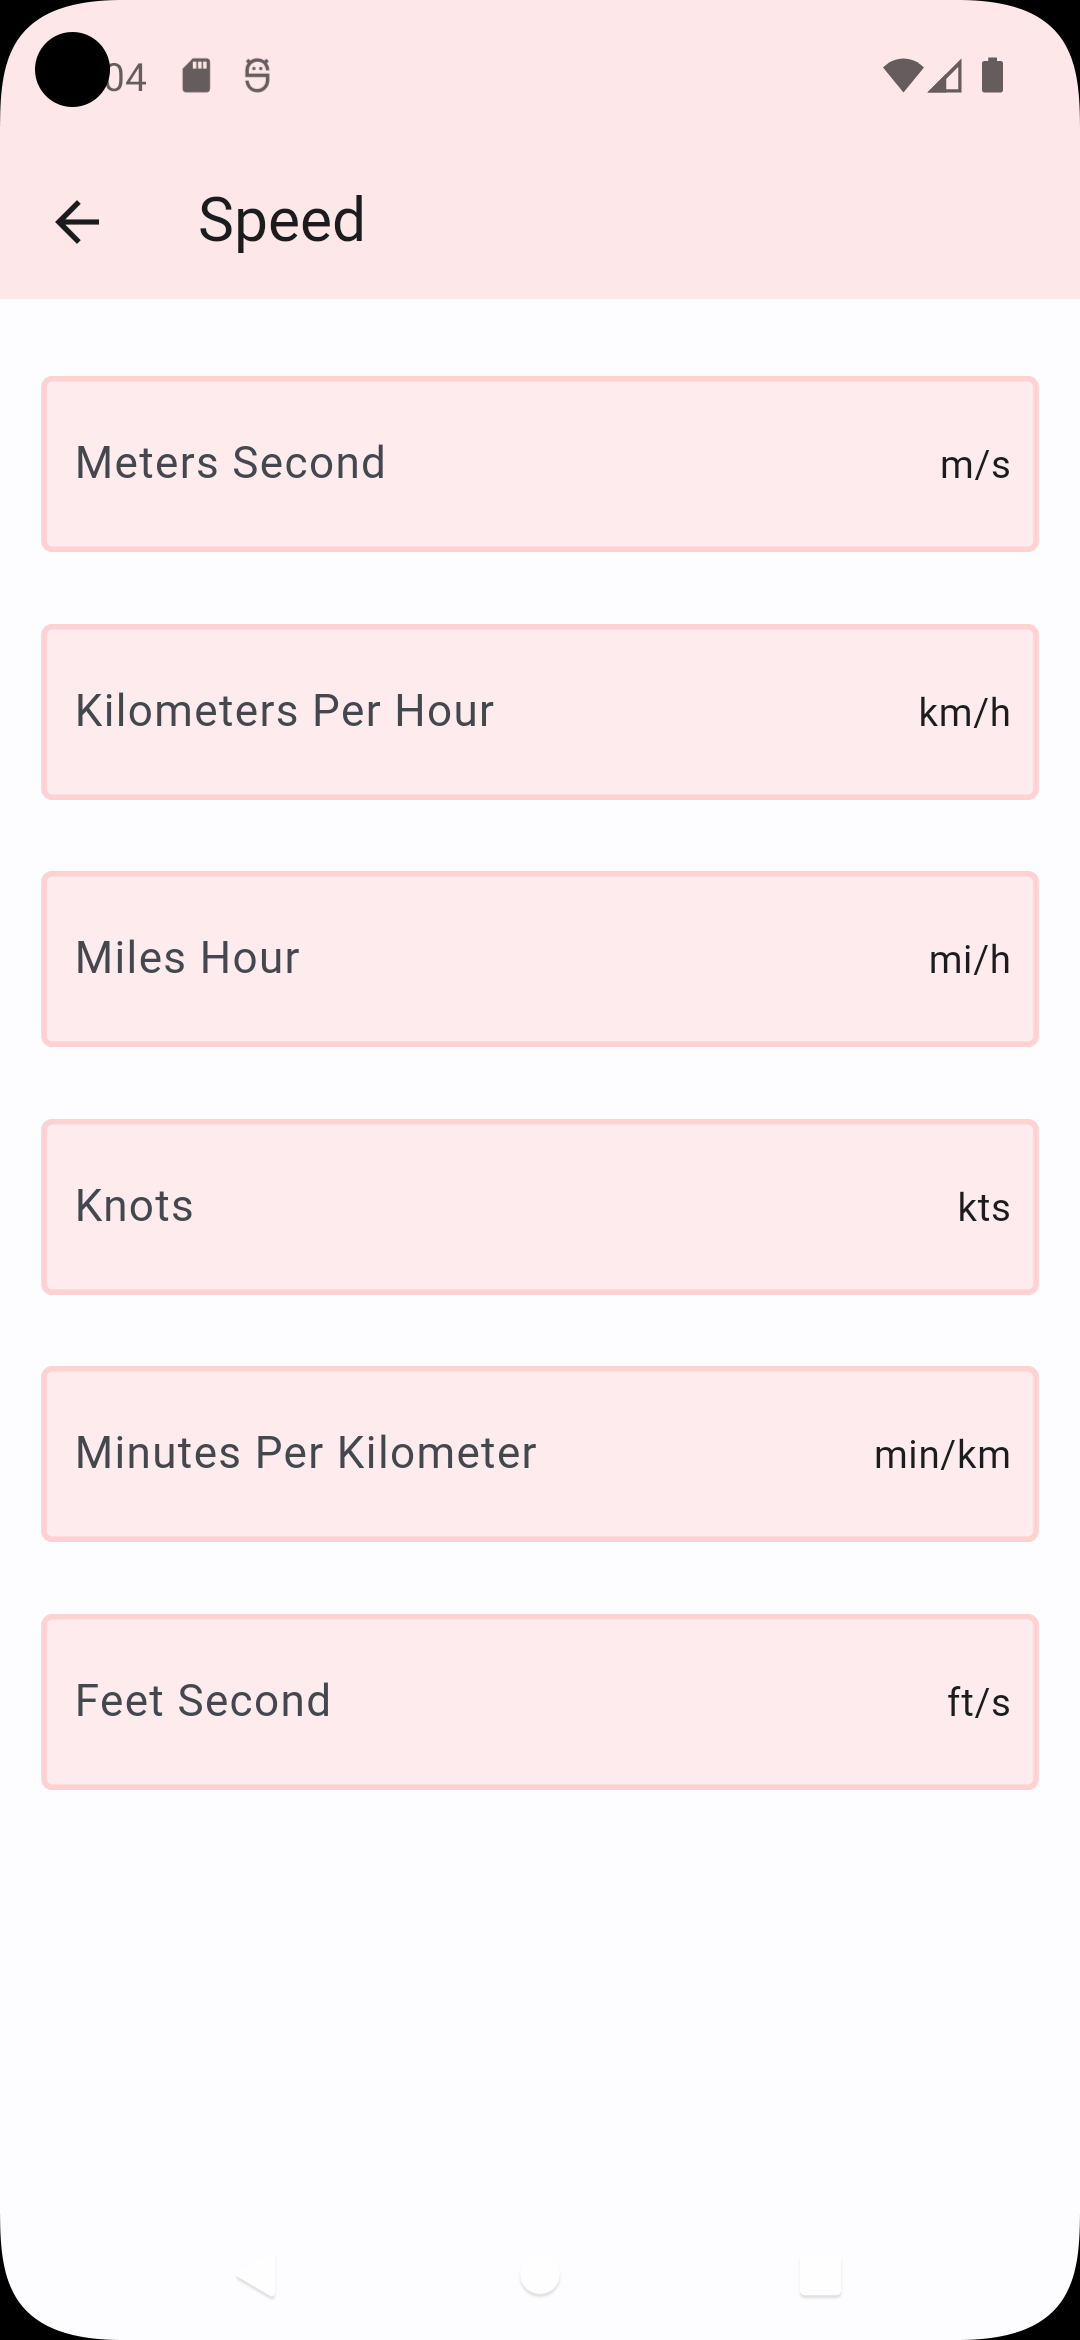 04
Speed
Meters Second m/s
Kilometers Per Hour km/h
Miles Hour mi/h
Knots kts
Minutes Per Kilometer min/km
Feet Second ft/s